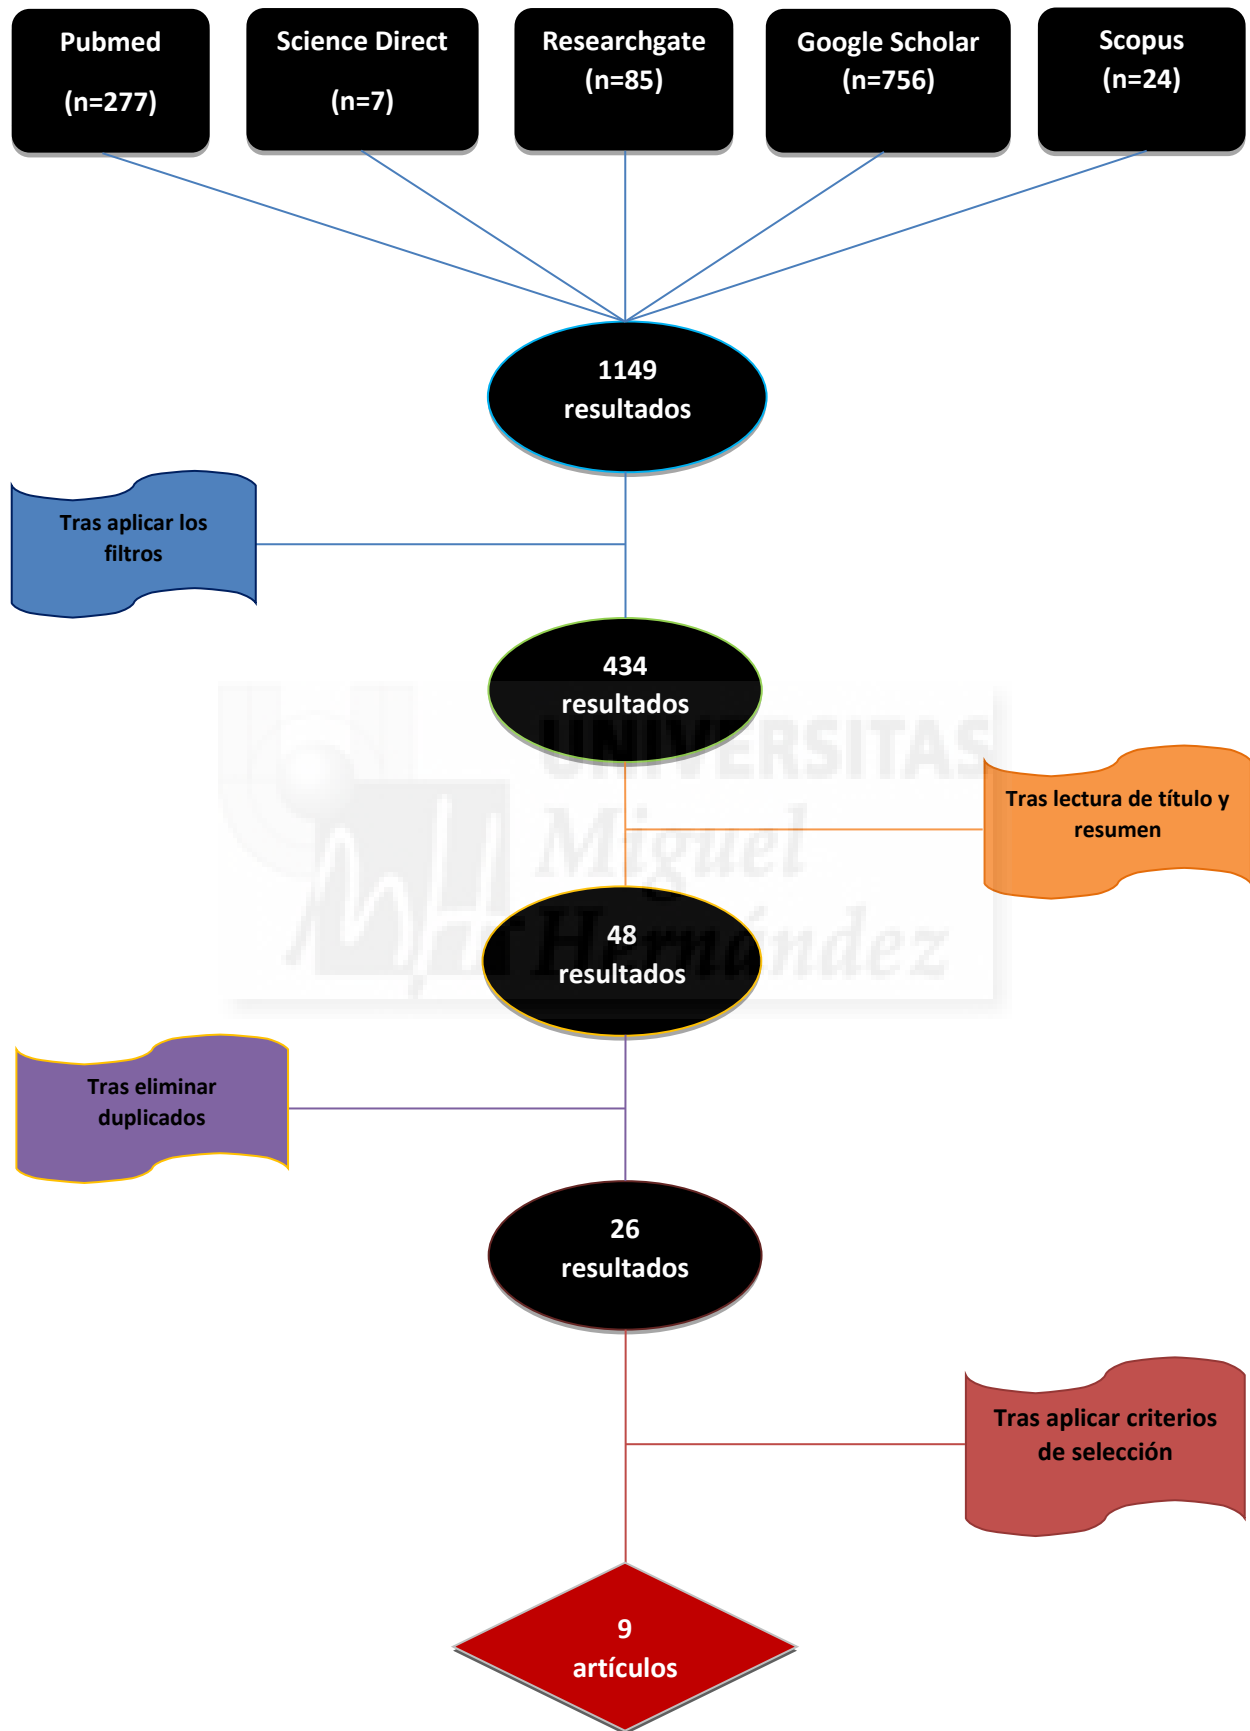 Pubmed
(n=277)
Science Direct
(n=7)
Researchgate
(n=85)
Google Scholar
(n=756)
Scopus
(n=24)
1149
resultados
Tras aplicar los
filtros
434
resultados
UNIVERSITAS
Miguel
Hernández
Tras lectura de título y
resumen
48
resultados
Tras eliminar
duplicados
26
resultados
Tras aplicar criterios
de selección
9
artículos